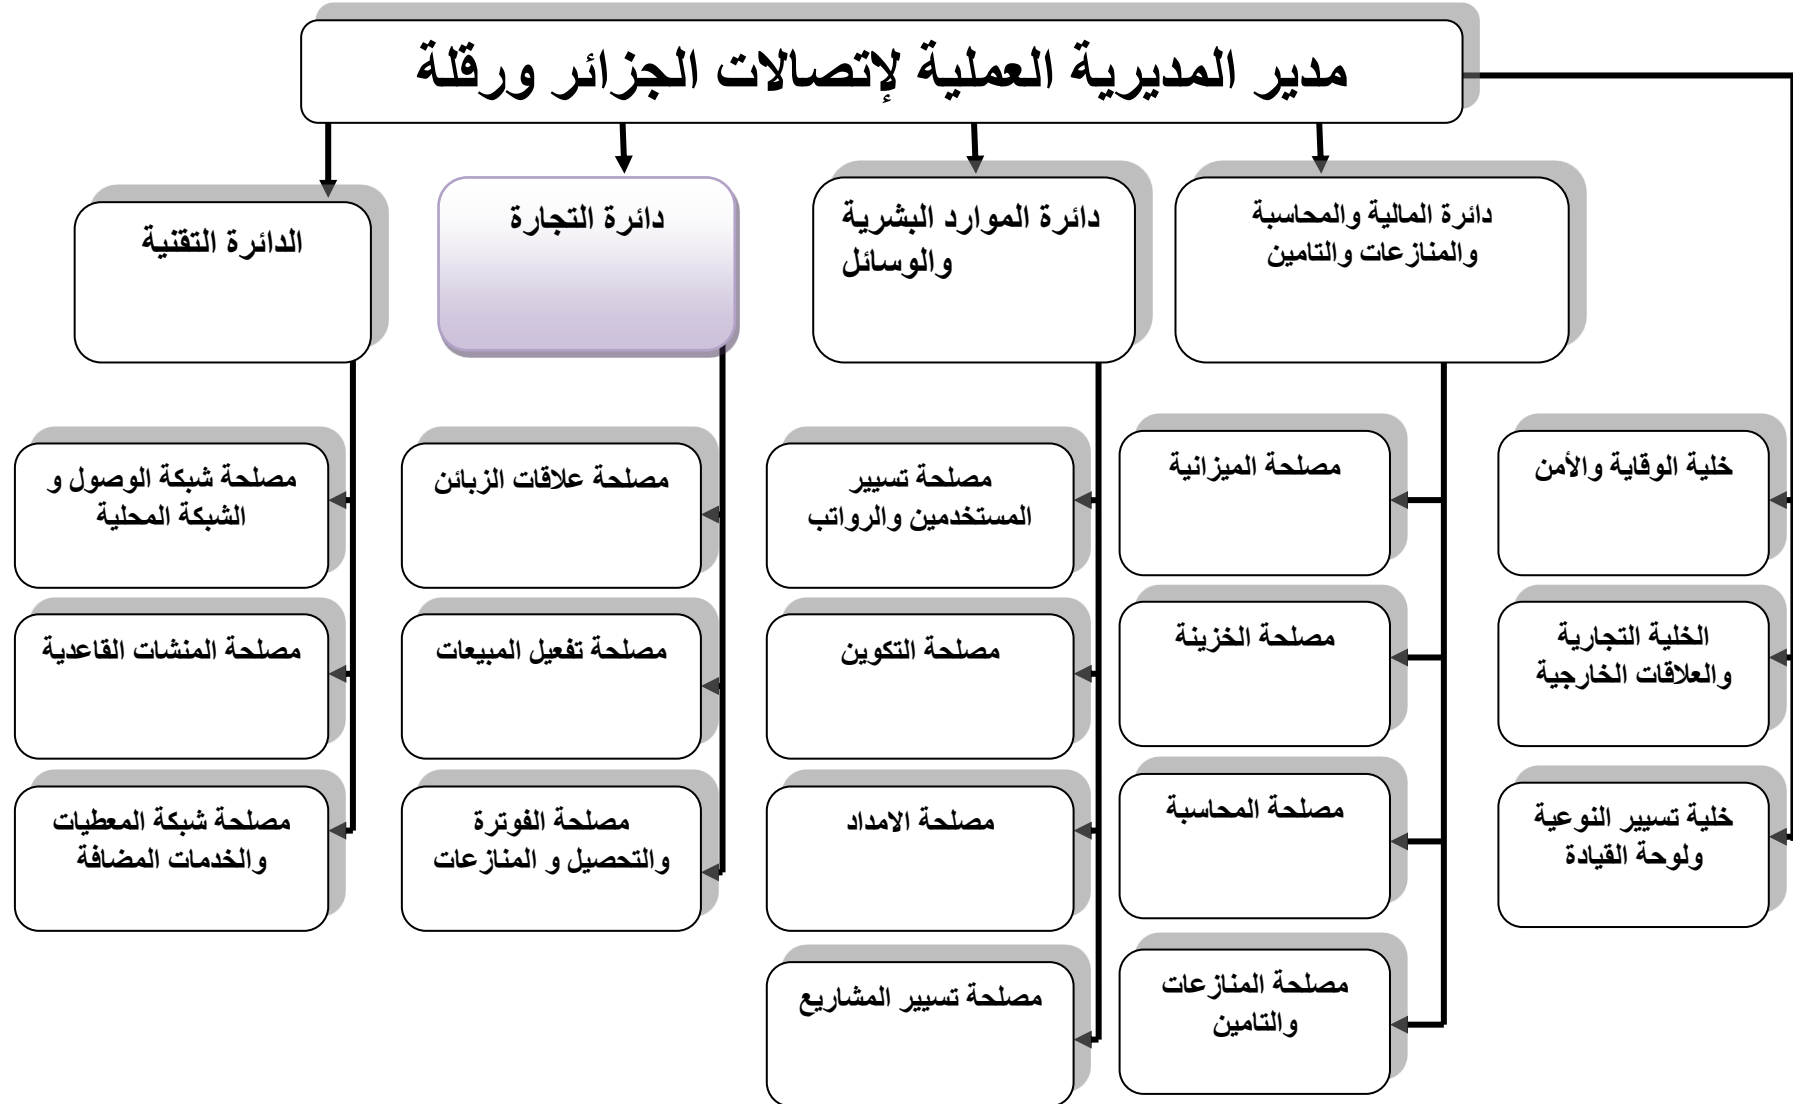 مدير المديرية العملية لإتصالات الجزائر ورقلة
دائرة المالية والمحاسبة
والمنازعات والتامين
دائرة الموارد البشرية
والوسائل
دائرة التجارة
الدائرة التقنية
خلية الوقاية والأمن
الخلية التجارية
والعلاقات الخارجية
خلية تسيير النوعية
ولوحة القيادة
مصلحة الميزانية
مصلحة الخزينة
مصلحة المحاسبة
مصلحة المنازعات
والتامين
مصلحة تسيير
المستخدمين والرواتب
مصلحة التكوين
مصلحة الامداد
مصلحة تسيير المشاريع
مصلحة علاقات الزبائن
مصلحة تفعيل المبيعات
مصلحة الفوترة
والتحصيل و المنازعات
مصلحة شبكة الوصول و
الشبكة المحلية
مصلحة المنشات القاعدية
مصلحة شبكة المعطيات
والخدمات المضافة